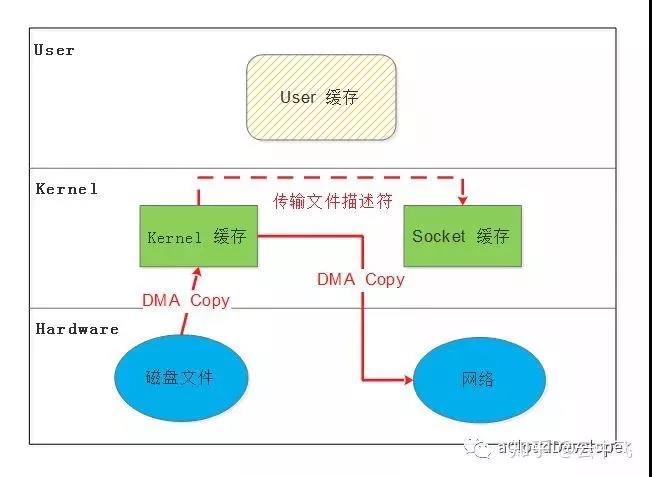 User
User 缓存
Kernel
传输文件描述符
Kernel 缓存
Socket 缓存
DMA Copy
DMA Copy
Hardware
磁盘文件
网络